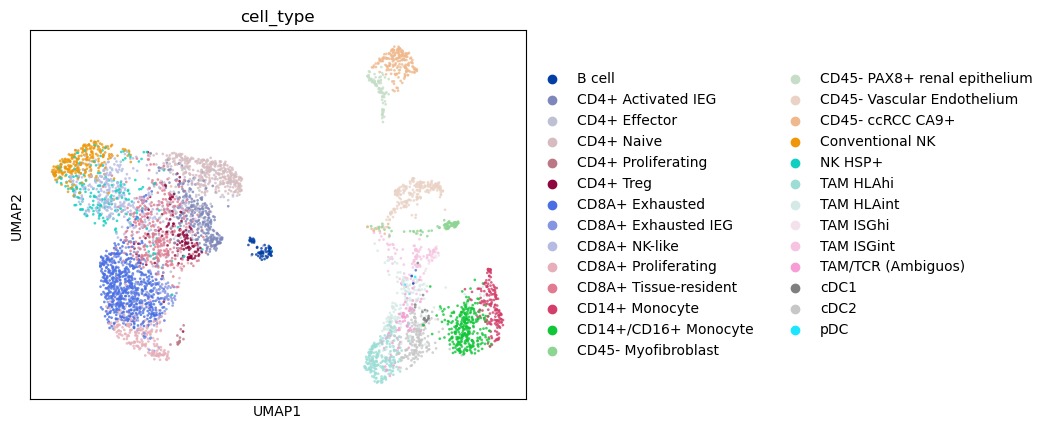 cell_type
UMAP2
UMAP1
B cell
CD4+ Activated IEG
CD4+ Effector
CD4+ Naive
CD4+ Proliferating
CD4+ Treg
CD8A+ Exhausted
CD8A+ Exhausted IEG
CD8A+ NK-like
CD8A+ Proliferating
CD8A+ Tissue-resident
CD14+ Monocyte
CD14+/CD16+ Monocyte
CD45- Myofibroblast
CD45- PAX8+ renal epithelium
CD45- Vascular Endothelium
CD45- ccRCC CA9+
Conventional NK
NK HSP+
TAM HLAhi
TAM HLAint
TAM ISGhi
TAM ISGint
TAM/TCR (Ambiguos)
cDC1
cDC2
pDC